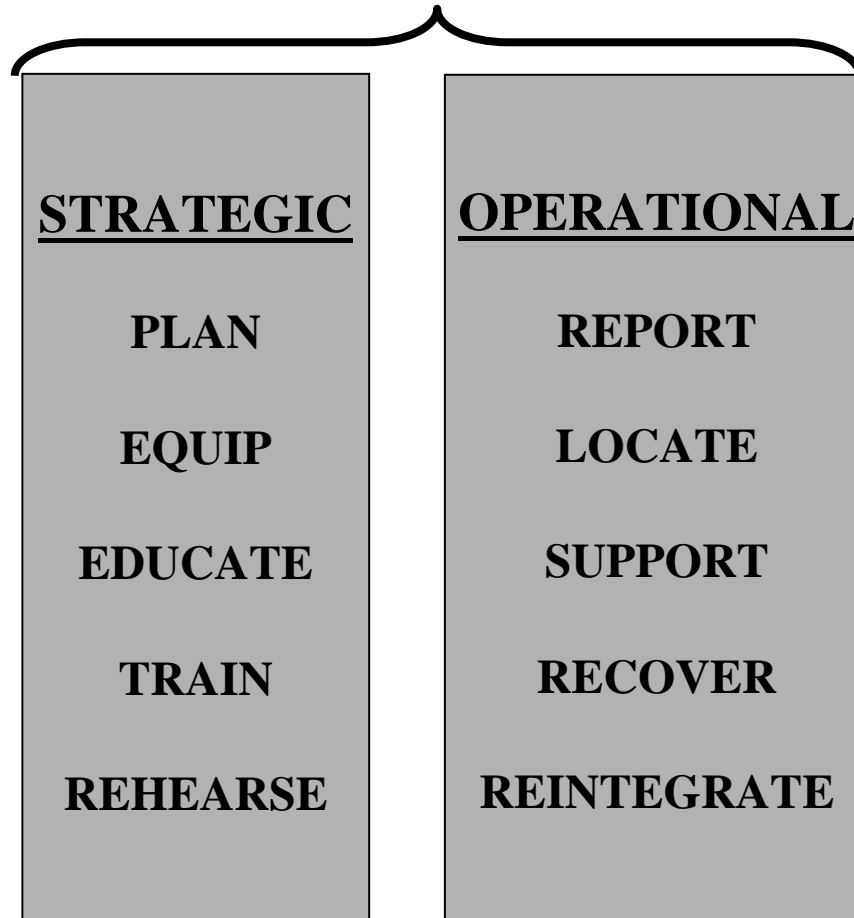 STRATEGIC
PLAN
EQUIP
EDUCATE
TRAIN
REHEARSE
OPERATIONAL
REPORT
LOCATE
SUPPORT
RECOVER
REINTEGRATE